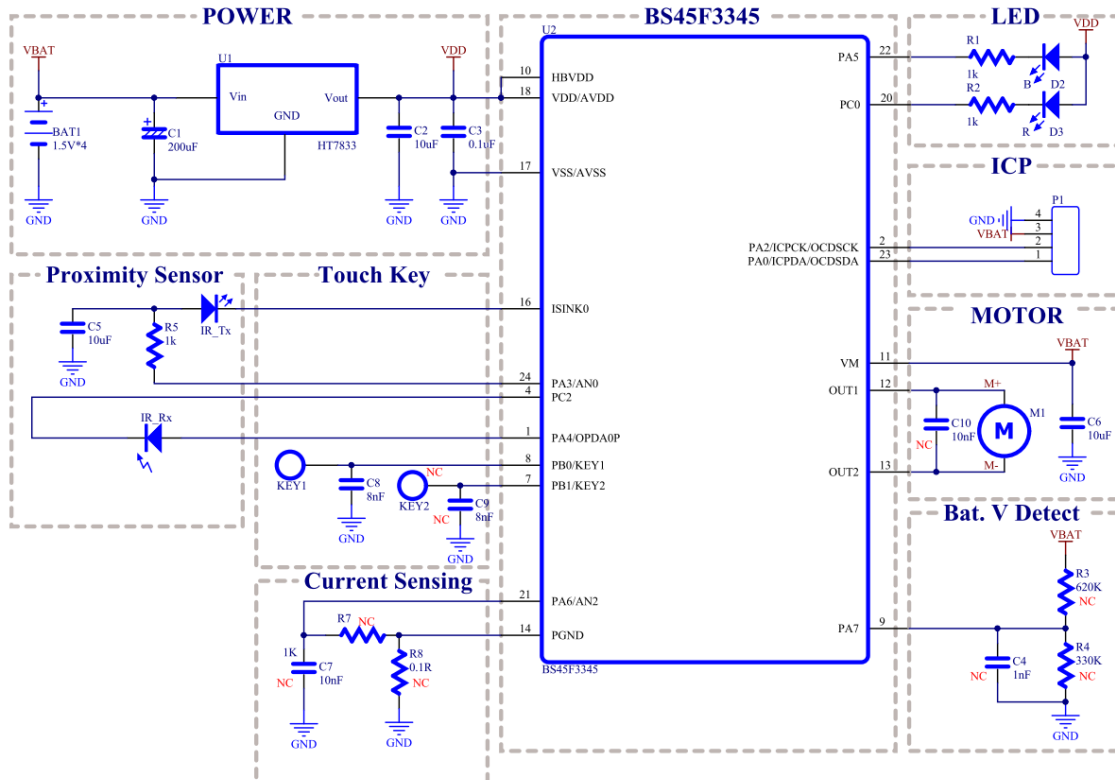 POWER
VBAT
U1
Vin
Vout
GND
HT7833
BAT1
1.5V*4
C1
200uF
C2
10uF
C3
0.1uF
VDD
GND
GND
GND
GND
BS45F3345
U2
10
HBVDD
18
VDD/AVDD
17
VSS/AVSS
16
ISINK0
24
PA3/AN0
4
PC2
1
PA4/OPDA0P
8
PB0/KEY1
7
PB1/KEY2
21
PA6/AN2
14
PGND
PA5
22
PC0
20
PA2/ICPCK/OCDSCK
2
PA0/ICPDA/OCDSDA
23
VM
11
OUT1
12
OUT2
13
PA7
9
BS45F3345
LED
VDD
R1
1k
B
D2
R2
1k
R
D3
ICP
P1
GND
4
VBAT
3
2
1
Proximity Sensor
C5
10uF
GND
R5
1k
IR_Tx
IR_Rx
Touch Key
KEY1
C8
8nF
GND
NC
KEY2
C9
8nF
NC
GND
MOTOR
VBAT
M+
C10
10nF
NC
M
M1
M-
C6
10uF
GND
Current Sensing
R7
NC
1K
C7
10nF
NC
GND
R8
0.1R
NC
GND
Bat. V Detect
VBAT
R3
620K
NC
R4
330K
NC
C4
1nF
NC
GND